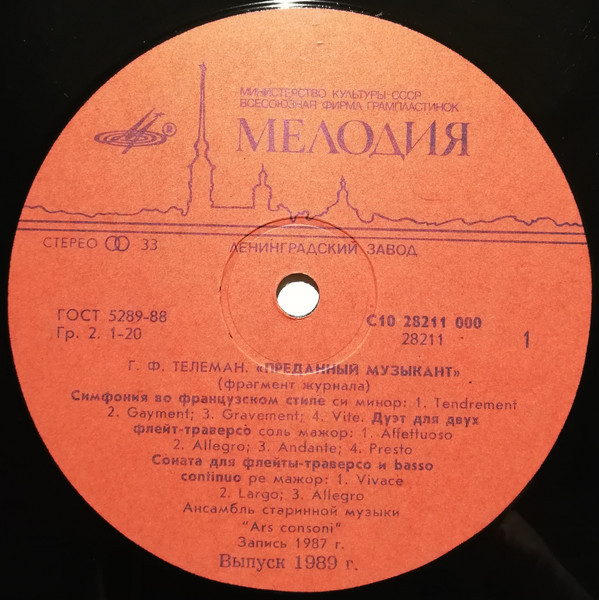 МИНИСТЕРСТВО КУЛЬТУРЫ СССР
ВСЕСОЮЗНАЯ ФИРМА ГРАМПЛАСТИНОК
® МЕЛОДИЯ
СТЕРЕО 33 ЛЕНИНГРАДСКИЙ ЗАВОД
ГОСТ 5289-88 С10 28211 000
Гр. 2. 1-20 28211 1
Г. Ф. ТЕЛЕМАН. «ПРЕДАННЫЙ МУЗЫКАНТ»
(фрагмент журнала)
Симфония во французском стиле си минор: 1. Tendrement
2. Gayment; 3. Gravement; 4. Vite. Дуэт для двух
флейт-траверсо соль мажор: 1. Affettuoso
2. Allegro; 3. Andante; 4. Presto
Соната для флейты-траверсо и basso
continuo ре мажор: 1. Vivace
2. Largo; 3. Allegro
Ансамбль старинной музыки
"Ars consoni"
Запись 1987 г.
Выпуск 1989 г.